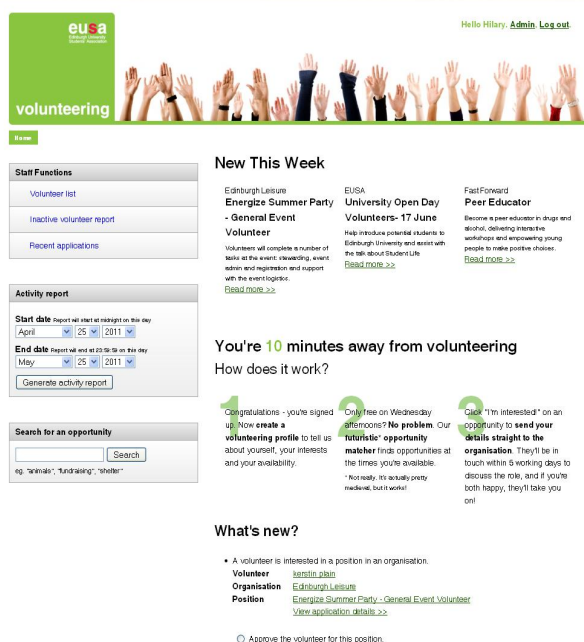 eusa
Edinburgh University
Students' Association
volunteering
Hello Hilary. Admin. Log out.
Home
Staff Functions
Volunteer list
Inactive volunteer report
Recent applications
Activity report
Start date Report will start at midnight on this day
April 25 2011
End date Report will end at 23:59:59 on this day
May 25 2011
Generate activity report
Search for an opportunity
Search
eg. "animals", "fundraising", "shelter"
New This Week
Edinburgh Leisure
Energize Summer Party
- General Event
Volunteer
Volunteers will complete a number of
tasks at the event: stewarding, event
admin and registration and support
with the event logistics.
Read more >>
EUSA
University Open Day
Volunteers- 17 June
Help introduce potential students to
Edinburgh University and assist with
the talk about Student Life
Read more >>
Fast Forward
Peer Educator
Become a peer educator in drugs and
alcohol, delivering interactive
workshops and empowering young
people to make positive choices.
Read more >>
You're 10 minutes away from volunteering
How does it work?
1
Congratulations - you're signed
up. Now create a
volunteering profile to tell us
about yourself, your interests
and your availability.
2
Only free on Wednesday
afternoons? No problem. Our
futuristic* opportunity
matcher finds opportunities at
the times you're available.
* Not really. It's actually pretty
medieval, but it works!
3
Click "I'm interested!" on an
opportunity to send your
details straight to the
organisation. They'll be in
touch within 5 working days to
discuss the role, and if you're
both happy, they'll take you
on!
What's new?
• A volunteer is interested in a position in an organisation.
Volunteer kerstin plain
Organisation Edinburgh Leisure
Position Energize Summer Party - General Event Volunteer
View application details >>
Approve the volunteer for this position.